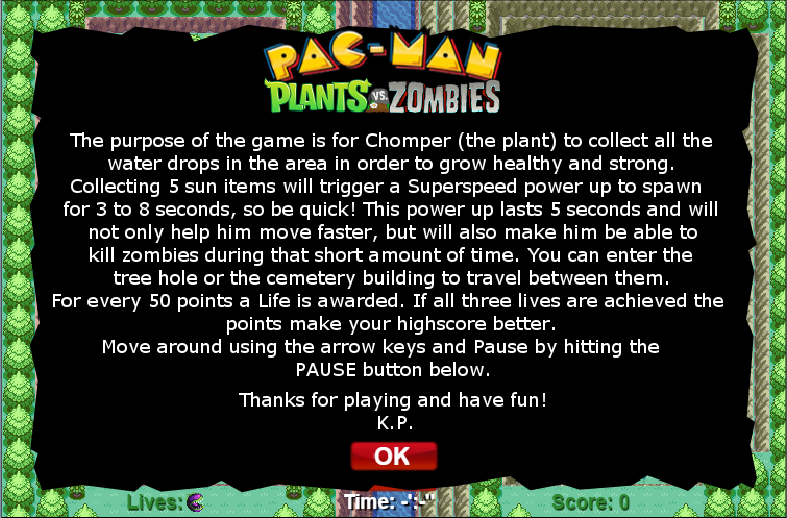 PAC-MAN
PLANTS VS. ZOMBIES
The purpose of the game is for Chomper (the plant) to collect all the
water drops in the area in order to grow healthy and strong.
Collecting 5 sun items will trigger a Superspeed power up to spawn
for 3 to 8 seconds, so be quick! This power up lasts 5 seconds and will
not only help him move faster, but will also make him be able to
kill zombies during that short amount of time. You can enter the
tree hole or the cemetery building to travel between them.
For every 50 points a Life is awarded. If all three lives are achieved the
points make your highscore better.
Move around using the arrow keys and Pause by hitting the
PAUSE button below.
Thanks for playing and have fun!
K.P.
OK
Lives: Time: -':-" Score: 0